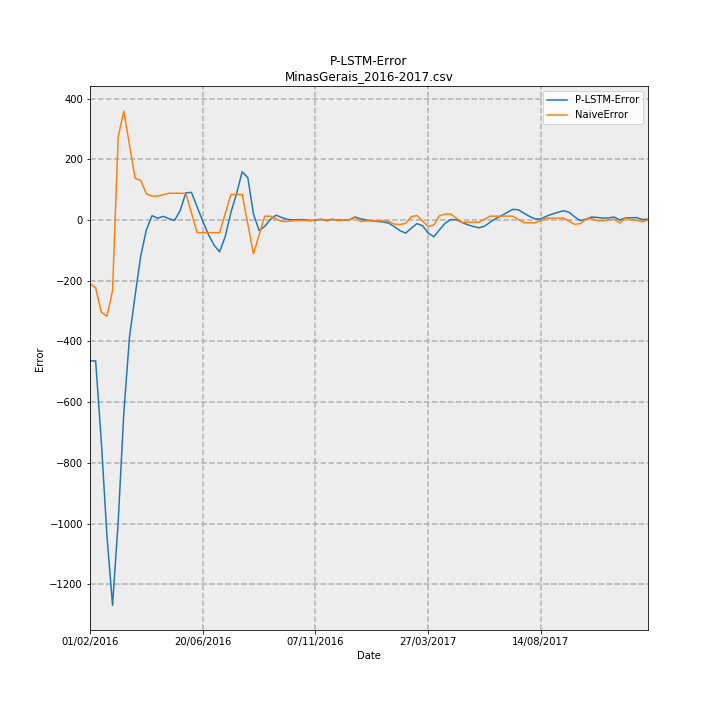 P-LSTM-Error
MinasGerais_2016-2017.csv
P-LSTM-Error
NaiveError
400
200
0
−200
−400
−600
−800
−1000
−1200
Error
01/02/2016 20/06/2016 07/11/2016 27/03/2017 14/08/2017
Date